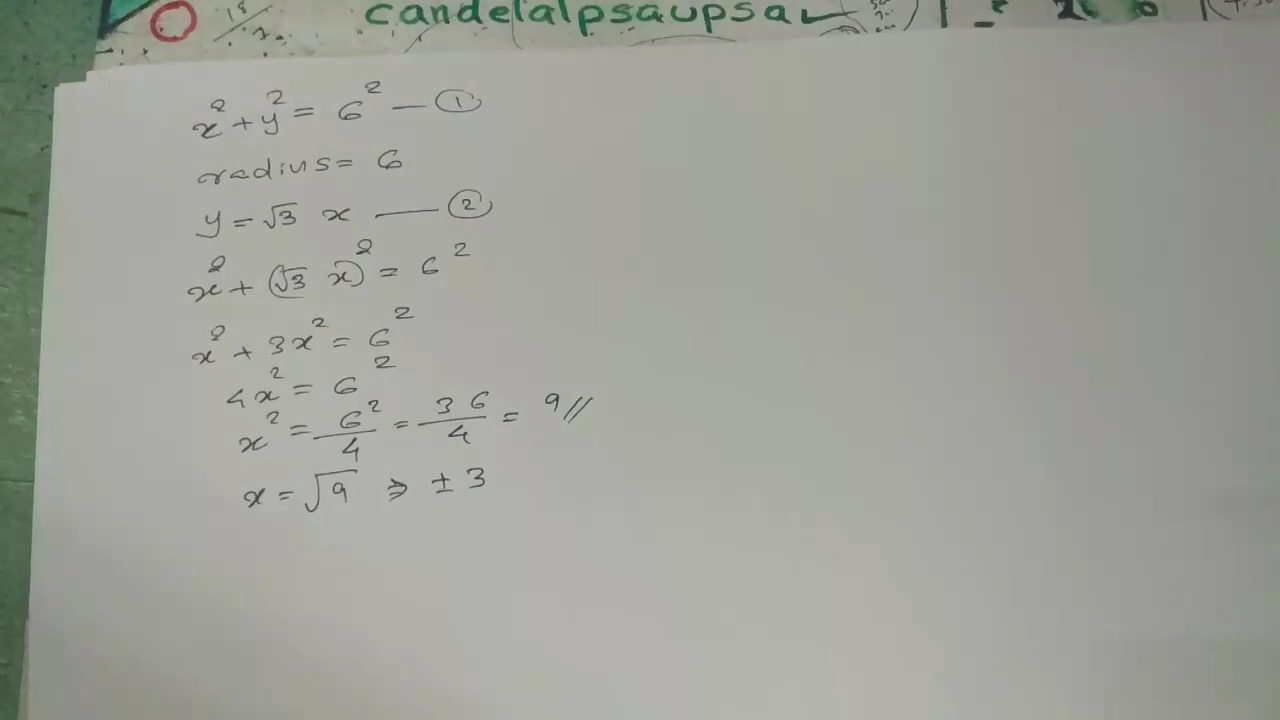 candelalpsaupsar
x² + y² = 6² — ①
radius = 6
y = √3 x — ②
x² + (√3 x)² = 6²
x² + 3x² = 6²
4x² = 6²
x² = 6²/4 = 36/4 = 9//
x = √9 ⇒ ± 3